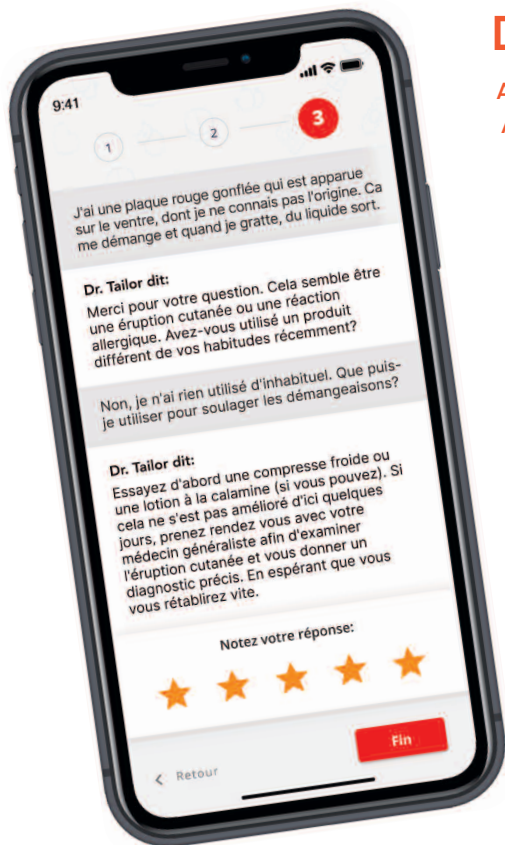 D
A
A
9:41
1
2
3
J'ai une plaque rouge gonflée qui est apparue
sur le ventre, dont je ne connais pas l'origine. Ca
me démange et quand je gratte, du liquide sort.
Dr. Tailor dit:
Merci pour votre question. Cela semble être
une éruption cutanée ou une réaction
allergique. Avez-vous utilisé un produit
différent de vos habitudes récemment?
Non, je n'ai rien utilisé d'inhabituel. Que puis-
je utiliser pour soulager les démangeaisons?
Dr. Tailor dit:
Essayez d'abord une compresse froide ou
une lotion à la calamine (si vous pouvez). Si
cela ne s'est pas amélioré d'ici quelques
jours, prenez rendez vous avec votre
médecin généraliste afin d'examiner
l'éruption cutanée et vous donner un
diagnostic précis. En espérant que vous
vous rétablirez vite.
Notez votre réponse:
Retour
Fin